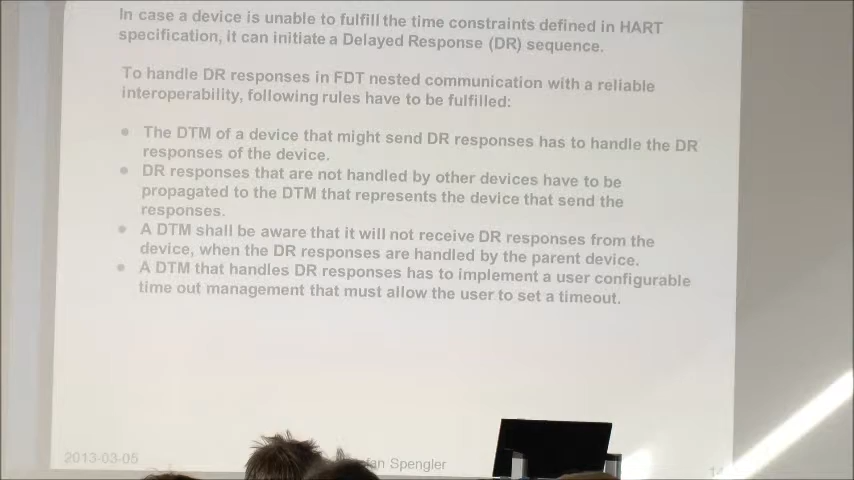 In case a device is unable to fulfill the time constraints defined in HART
specification, it can initiate a Delayed Response (DR) sequence.
To handle DR responses in FDT nested communication with a reliable
interoperability, following rules have to be fulfilled:
● The DTM of a device that might send DR responses has to handle the DR
responses of the device.
● DR responses that are not handled by other devices have to be
propagated to the DTM that represents the device that send the
responses.
● A DTM shall be aware that it will not receive DR responses from the
device, when the DR responses are handled by the parent device.
● A DTM that handles DR responses has to implement a user configurable
time out management that must allow the user to set a timeout.
2013-03-05
Spengler